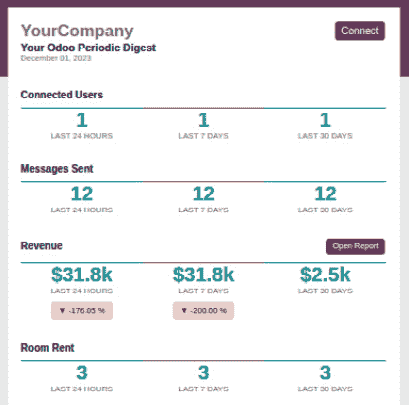 YourCompany
Connect
Your Odoo Periodic Digest
December 01, 2023
Connected Users
1 1 1
LAST 24 HOURS LAST 7 DAYS LAST 30 DAYS
Messages Sent
12 12 12
LAST 24 HOURS LAST 7 DAYS LAST 30 DAYS
Revenue
Open Report
$31.8k $31.8k $2.5k
LAST 24 HOURS LAST 7 DAYS LAST 30 DAYS
▼ -176.05 % ▼ -200.00 %
Room Rent
3 3 3
LAST 24 HOURS LAST 7 DAYS LAST 30 DAYS